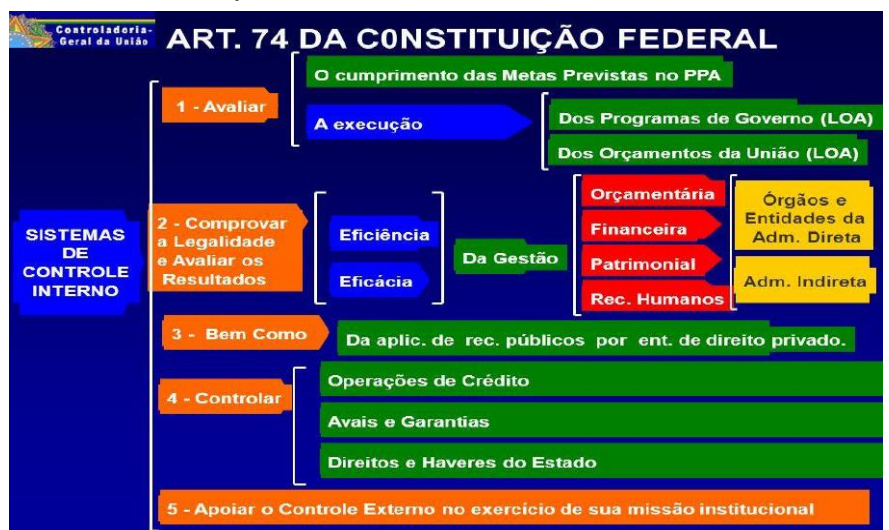 Controladoria-
Geral da União
ART. 74 DA C0NSTITUIÇÃO FEDERAL
O cumprimento das Metas Previstas no PPA
1 - Avaliar
A execução
Dos Programas de Governo (LOA)
Dos Orçamentos da União (LOA)
SISTEMAS
DE
CONTROLE
INTERNO
2 - Comprovar
a Legalidade
e Avaliar os
Resultados
Eficiência
Eficácia
Da Gestão
Orçamentária
Financeira
Patrimonial
Rec. Humanos
Órgãos e
Entidades da
Adm. Direta
Adm. Indireta
3 - Bem Como
Da aplic. de rec. públicos por ent. de direito privado.
4 - Controlar
Operações de Crédito
Avais e Garantias
Direitos e Haveres do Estado
5 - Apoiar o Controle Externo no exercício de sua missão institucional